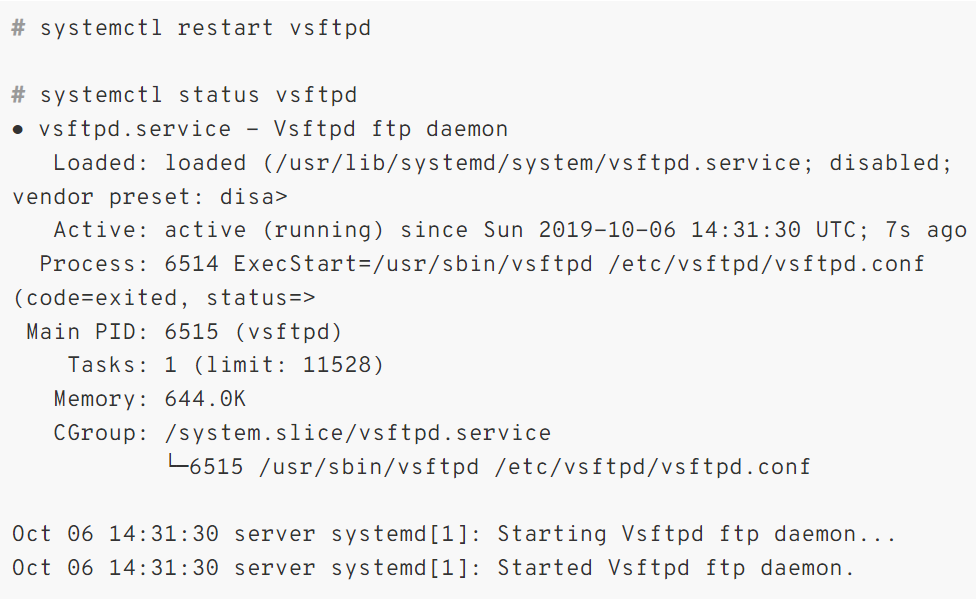 # systemctl restart vsftpd
# systemctl status vsftpd
● vsftpd.service - Vsftpd ftp daemon
   Loaded: loaded (/usr/lib/systemd/system/vsftpd.service; disabled;
vendor preset: disa>
   Active: active (running) since Sun 2019-10-06 14:31:30 UTC; 7s ago
  Process: 6514 ExecStart=/usr/sbin/vsftpd /etc/vsftpd/vsftpd.conf
(code=exited, status=>
 Main PID: 6515 (vsftpd)
    Tasks: 1 (limit: 11528)
   Memory: 644.0K
   CGroup: /system.slice/vsftpd.service
           └─6515 /usr/sbin/vsftpd /etc/vsftpd/vsftpd.conf
Oct 06 14:31:30 server systemd[1]: Starting Vsftpd ftp daemon...
Oct 06 14:31:30 server systemd[1]: Started Vsftpd ftp daemon.